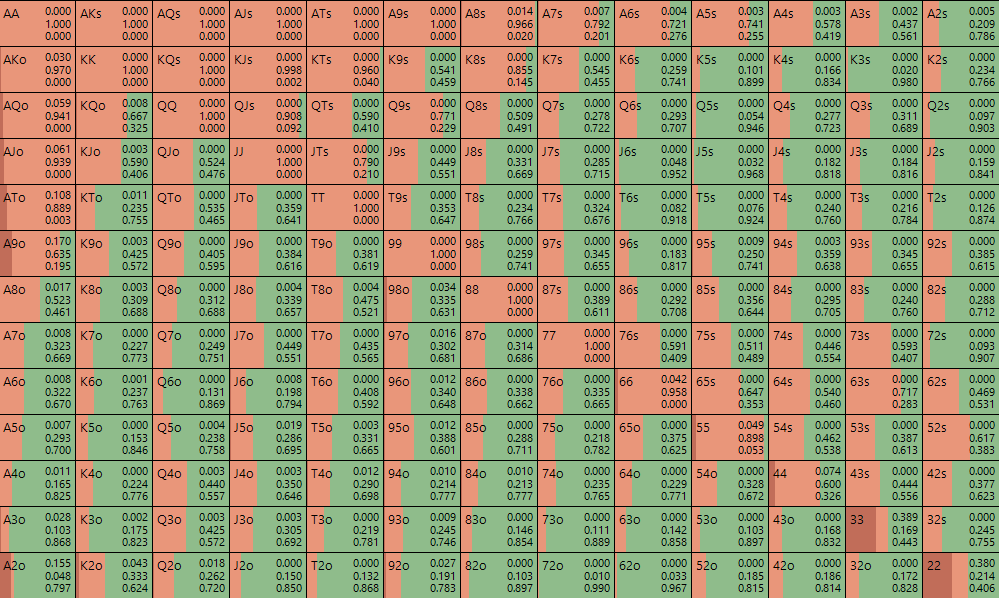 AA 0.000 1.000 0.000
AKs 0.000 1.000 0.000
AQs 0.000 1.000 0.000
AJs 0.000 1.000 0.000
ATs 0.000 1.000 0.000
A9s 0.000 1.000 0.000
A8s 0.014 0.966 0.020
A7s 0.007 0.792 0.201
A6s 0.004 0.721 0.276
A5s 0.003 0.741 0.255
A4s 0.003 0.578 0.419
A3s 0.002 0.437 0.561
A2s 0.005 0.209 0.786
AKo 0.030 0.970 0.000
KK 0.000 1.000 0.000
KQs 0.000 1.000 0.000
KJs 0.000 0.998 0.002
KTs 0.000 0.960 0.040
K9s 0.000 0.541 0.459
K8s 0.000 0.855 0.145
K7s 0.000 0.545 0.455
K6s 0.000 0.259 0.741
K5s 0.000 0.101 0.899
K4s 0.000 0.166 0.834
K3s 0.000 0.020 0.980
K2s 0.000 0.234 0.766
AQo 0.059 0.941 0.000
KQo 0.008 0.667 0.325
QQ 0.000 1.000 0.000
QJs 0.000 0.908 0.092
QTs 0.000 0.590 0.410
Q9s 0.000 0.771 0.229
Q8s 0.000 0.509 0.491
Q7s 0.000 0.278 0.722
Q6s 0.000 0.293 0.707
Q5s 0.000 0.054 0.946
Q4s 0.000 0.277 0.723
Q3s 0.000 0.311 0.689
Q2s 0.000 0.097 0.903
AJo 0.061 0.939 0.000
KJo 0.003 0.590 0.406
QJo 0.000 0.524 0.476
JJ 0.000 1.000 0.000
JTs 0.000 0.790 0.210
J9s 0.000 0.449 0.551
J8s 0.000 0.331 0.669
J7s 0.000 0.285 0.715
J6s 0.000 0.048 0.952
J5s 0.000 0.032 0.968
J4s 0.000 0.182 0.818
J3s 0.000 0.184 0.816
J2s 0.000 0.159 0.841
ATo 0.108 0.889 0.003
KTo 0.011 0.235 0.755
QTo 0.000 0.535 0.465
JTo 0.000 0.359 0.641
TT 0.000 1.000 0.000
T9s 0.000 0.353 0.647
T8s 0.000 0.234 0.766
T7s 0.000 0.324 0.676
T6s 0.000 0.082 0.918
T5s 0.000 0.076 0.924
T4s 0.000 0.240 0.760
T3s 0.000 0.216 0.784
T2s 0.000 0.126 0.874
A9o 0.170 0.635 0.195
K9o 0.003 0.425 0.572
Q9o 0.000 0.405 0.595
J9o 0.000 0.384 0.616
T9o 0.000 0.381 0.619
99 0.000 1.000 0.000
98s 0.000 0.259 0.741
97s 0.000 0.345 0.655
96s 0.000 0.183 0.817
95s 0.009 0.250 0.741
94s 0.003 0.359 0.638
93s 0.000 0.345 0.655
92s 0.000 0.385 0.615
A8o 0.017 0.523 0.461
K8o 0.003 0.309 0.688
Q8o 0.000 0.312 0.688
J8o 0.004 0.339 0.657
T8o 0.004 0.475 0.521
98o 0.034 0.335 0.631
88 0.000 1.000 0.000
87s 0.000 0.389 0.611
86s 0.000 0.292 0.708
85s 0.000 0.356 0.644
84s 0.000 0.295 0.705
83s 0.000 0.240 0.760
82s 0.000 0.288 0.712
A7o 0.008 0.323 0.669
K7o 0.000 0.227 0.773
Q7o 0.000 0.249 0.751
J7o 0.000 0.449 0.551
T7o 0.000 0.435 0.565
97o 0.016 0.302 0.681
87o 0.000 0.314 0.686
77 0.000 1.000 0.000
76s 0.000 0.591 0.409
75s 0.000 0.511 0.489
74s 0.000 0.446 0.554
73s 0.000 0.593 0.407
72s 0.000 0.093 0.907
A6o 0.008 0.322 0.670
K6o 0.001 0.237 0.763
Q6o 0.000 0.131 0.869
J6o 0.008 0.198 0.794
T6o 0.000 0.408 0.592
96o 0.012 0.340 0.648
86o 0.000 0.338 0.662
76o 0.000 0.335 0.665
66 0.042 0.958 0.000
65s 0.000 0.647 0.353
64s 0.000 0.540 0.460
63s 0.000 0.717 0.283
62s 0.000 0.469 0.531
A5o 0.007 0.293 0.700
K5o 0.000 0.153 0.846
Q5o 0.004 0.238 0.758
J5o 0.019 0.286 0.695
T5o 0.003 0.331 0.665
95o 0.012 0.388 0.601
85o 0.000 0.288 0.711
75o 0.000 0.218 0.782
65o 0.000 0.375 0.625
55 0.049 0.898 0.053
54s 0.000 0.462 0.538
53s 0.000 0.387 0.613
52s 0.000 0.617 0.383
A4o 0.011 0.165 0.825
K4o 0.000 0.224 0.776
Q4o 0.003 0.440 0.557
J4o 0.003 0.350 0.646
T4o 0.012 0.290 0.698
94o 0.010 0.214 0.777
84o 0.010 0.213 0.777
74o 0.000 0.235 0.765
64o 0.000 0.229 0.771
54o 0.000 0.328 0.672
44 0.074 0.600 0.326
43s 0.000 0.444 0.556
42s 0.000 0.377 0.623
A3o 0.028 0.103 0.868
K3o 0.002 0.175 0.823
Q3o 0.003 0.425 0.572
J3o 0.003 0.305 0.692
T3o 0.000 0.219 0.781
93o 0.009 0.245 0.746
83o 0.000 0.146 0.854
73o 0.000 0.111 0.889
63o 0.000 0.142 0.858
53o 0.000 0.103 0.897
43o 0.000 0.168 0.832
33 0.389 0.169 0.443
32s 0.000 0.245 0.755
A2o 0.155 0.048 0.797
K2o 0.043 0.333 0.624
Q2o 0.018 0.262 0.720
J2o 0.000 0.150 0.850
T2o 0.000 0.132 0.868
92o 0.027 0.191 0.783
82o 0.000 0.103 0.897
72o 0.000 0.010 0.990
62o 0.000 0.033 0.967
52o 0.000 0.185 0.815
42o 0.000 0.186 0.814
32o 0.000 0.172 0.828
22 0.380 0.214 0.406